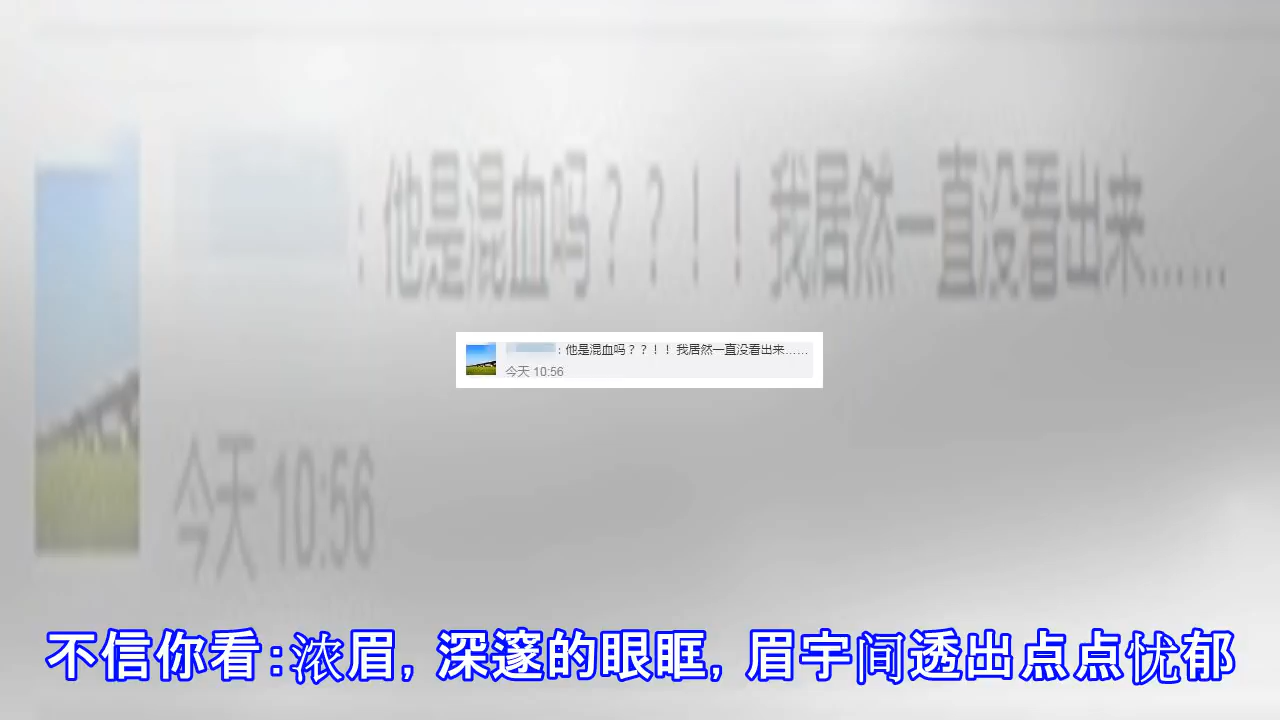 ：他是混血吗？？！！我居然一直没看出来……
今天 10:56
：他是混血吗？？！！我居然一直没看出来……
今天 10:56
不信你看:浓眉，深邃的眼眶，眉宇间透出点点忧郁